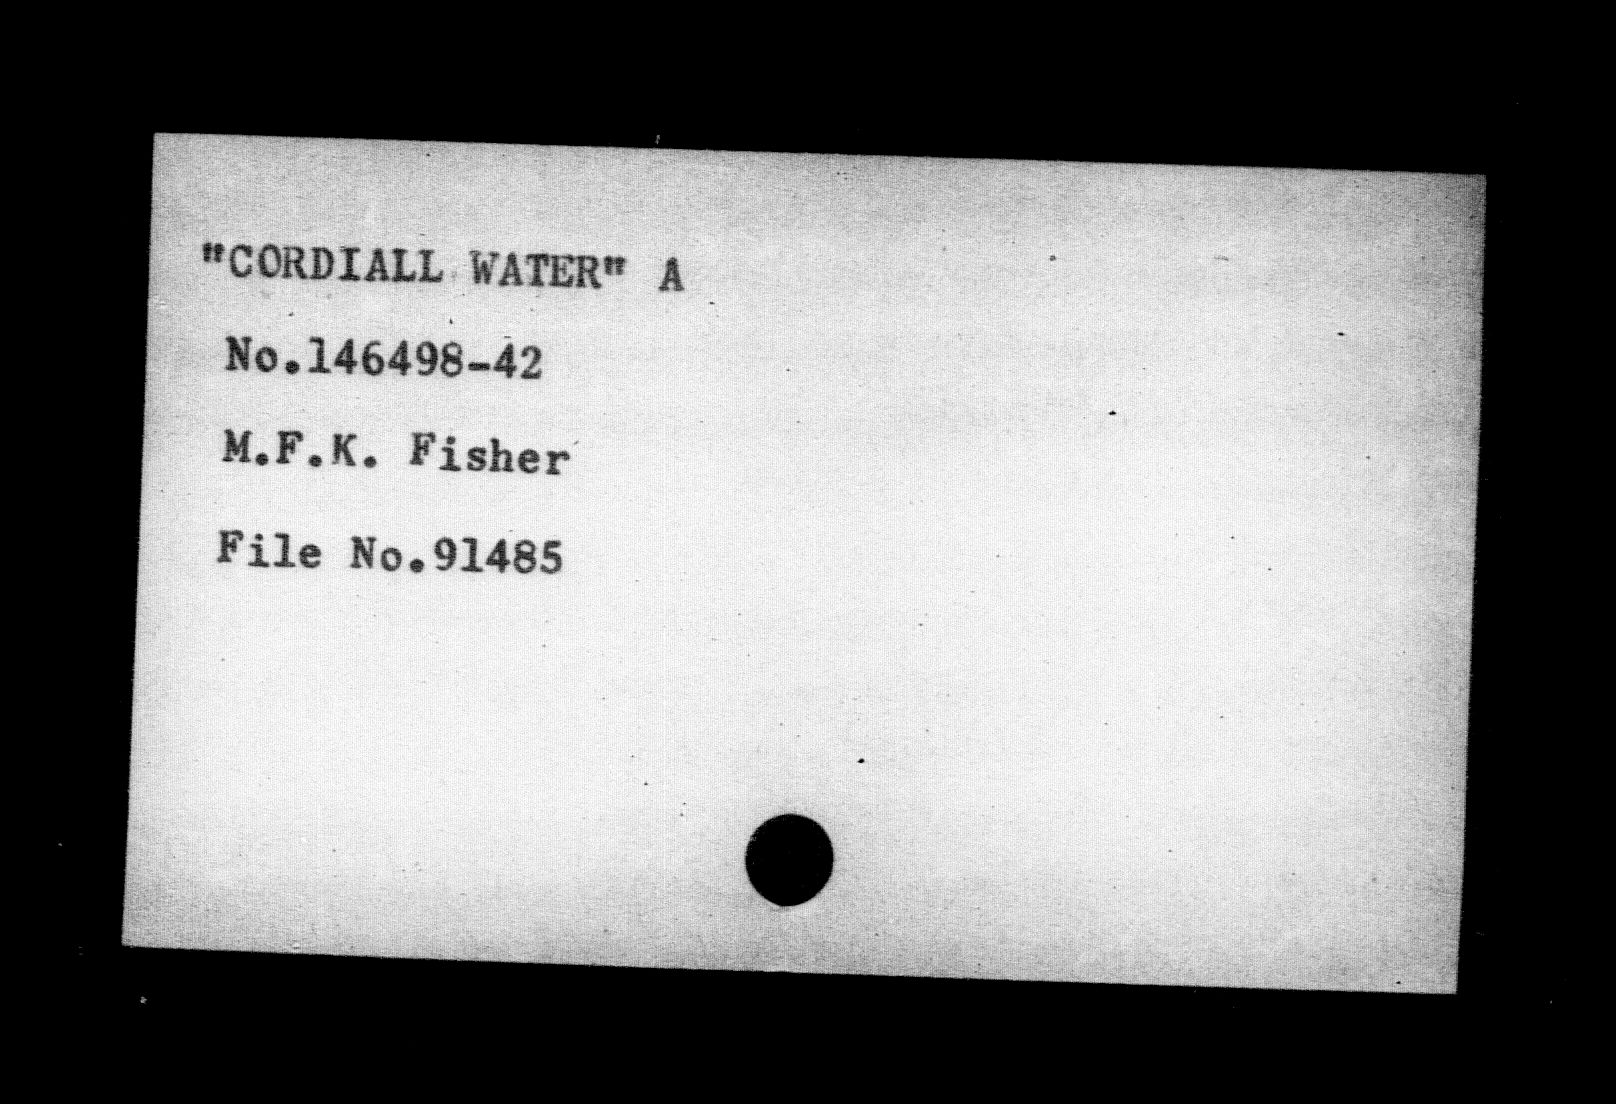 "CORDIALL WATER" A
No.146498-42
M.F.K. Fisher
File No.91485